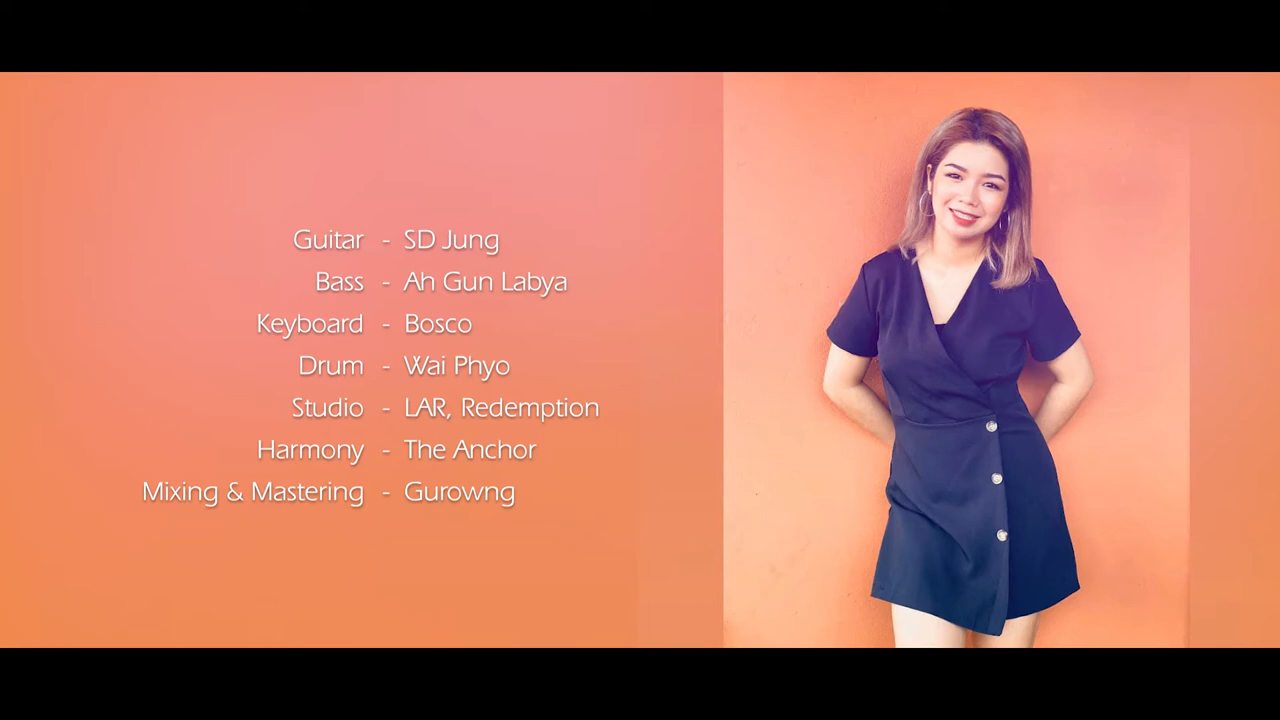 Guitar - SD Jung
Bass - Ah Gun Labya
Keyboard - Bosco
Drum - Wai Phyo
Studio - LAR, Redemption
Harmony - The Anchor
Mixing & Mastering - Gurowng